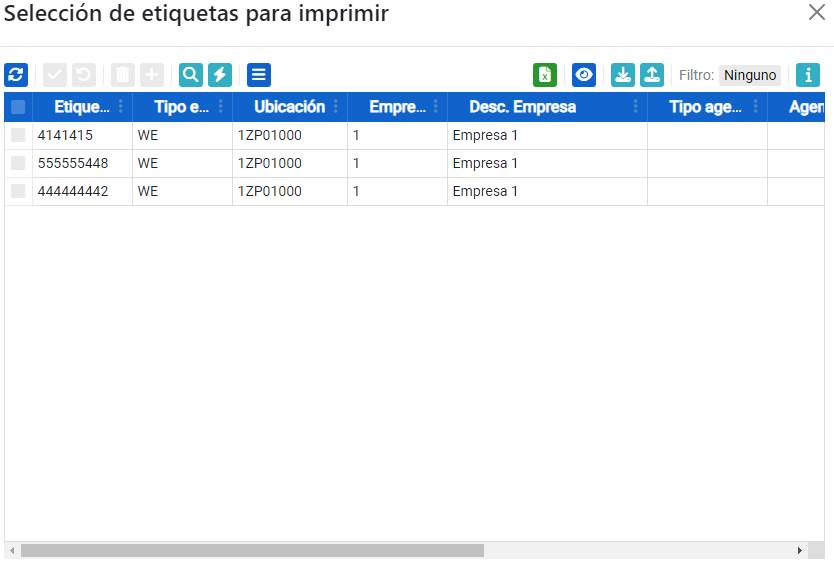 Selección de etiquetas para imprimir
Filtro: Ninguno
Etique... Tipo e... Ubicación Empre... Desc. Empresa Tipo age... Agen
4141415 WE 1ZP01000 1 Empresa 1
555555448 WE 1ZP01000 1 Empresa 1
444444442 WE 1ZP01000 1 Empresa 1